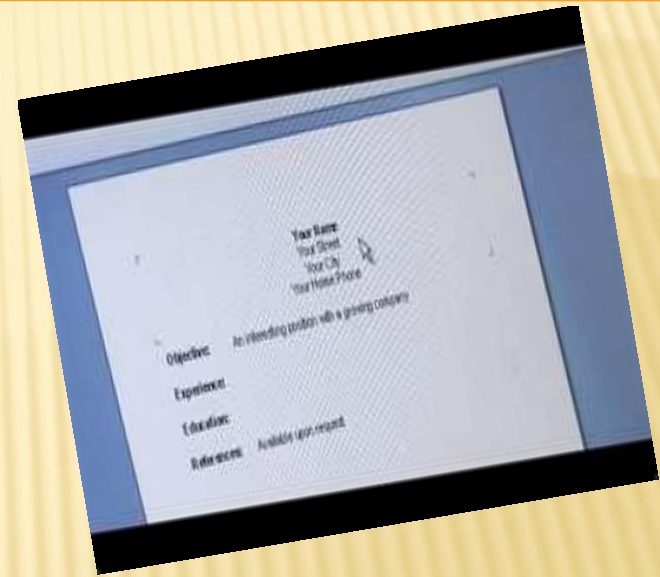 Your Name
Your Street
Your City
Your Home Phone
Objective: An interesting position with a growing company
Experience:
Education:
References: Available upon request